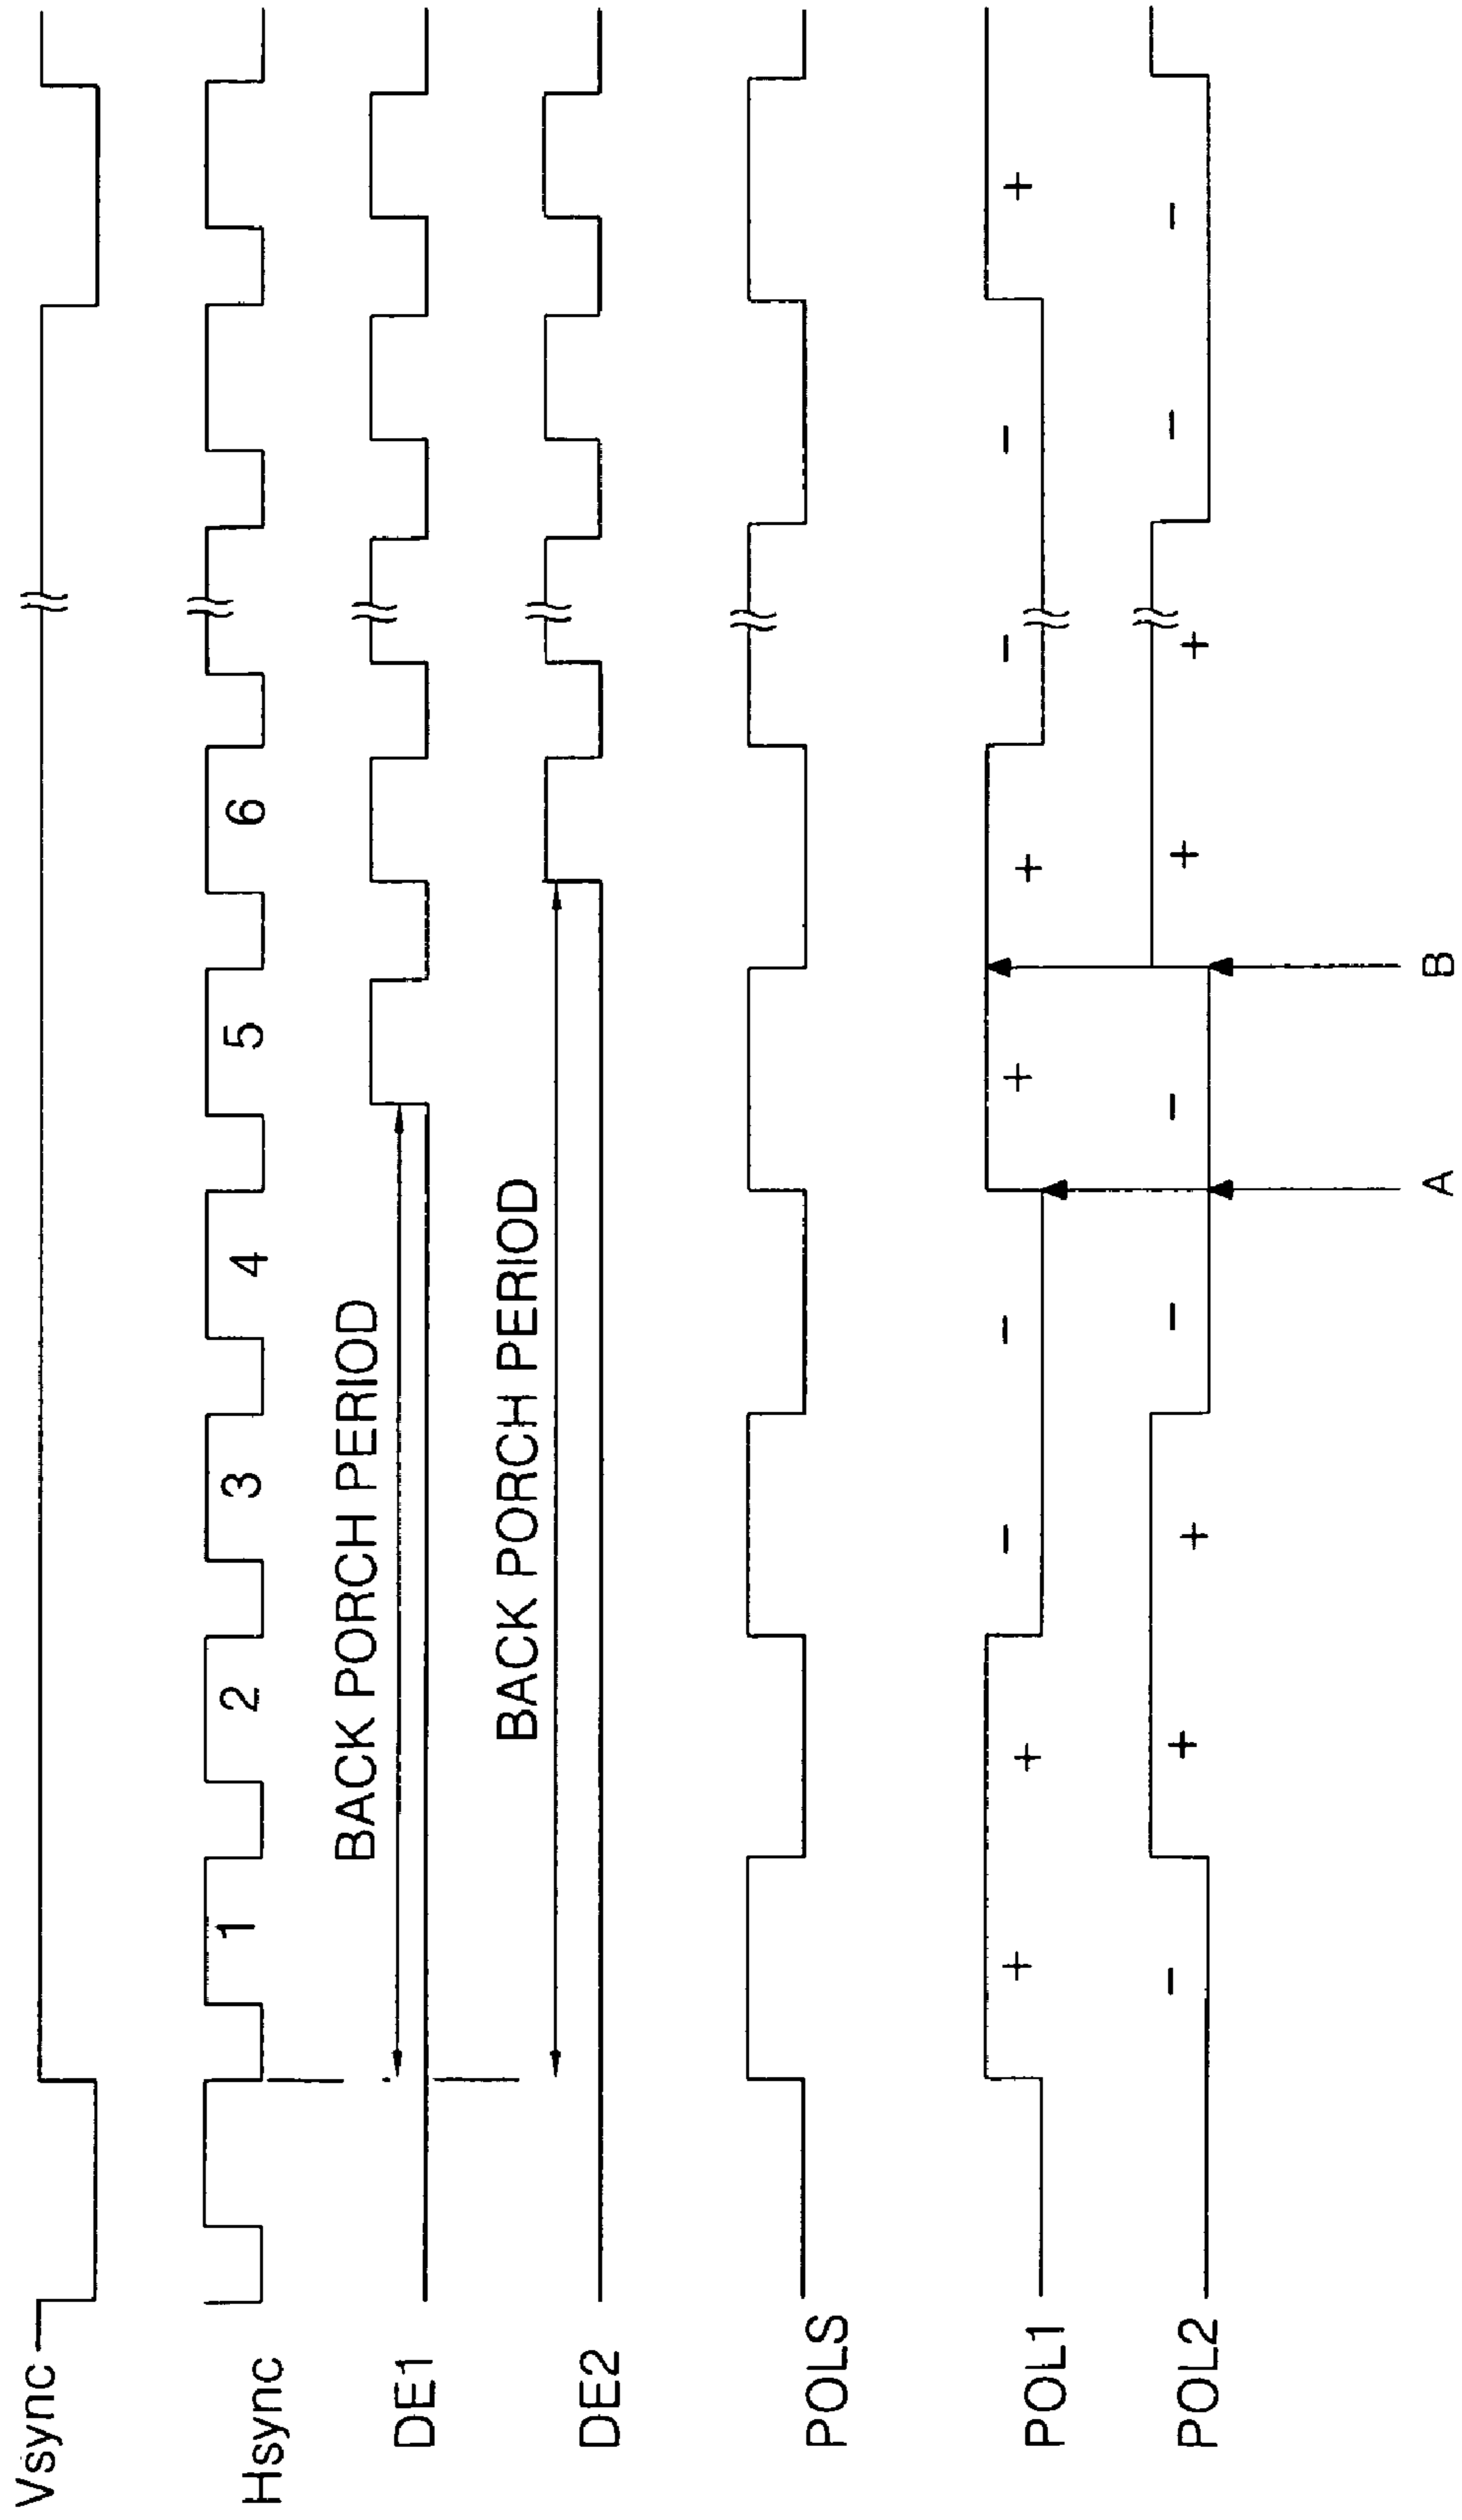 Vsync
Hsync
1 2 3 4 5 6
BACK PORCH PERIOD
DE1
BACK PORCH PERIOD
DE2
POLS
POL1
+ + - - + + - - +
POL2
- + + - - + + - -
A B